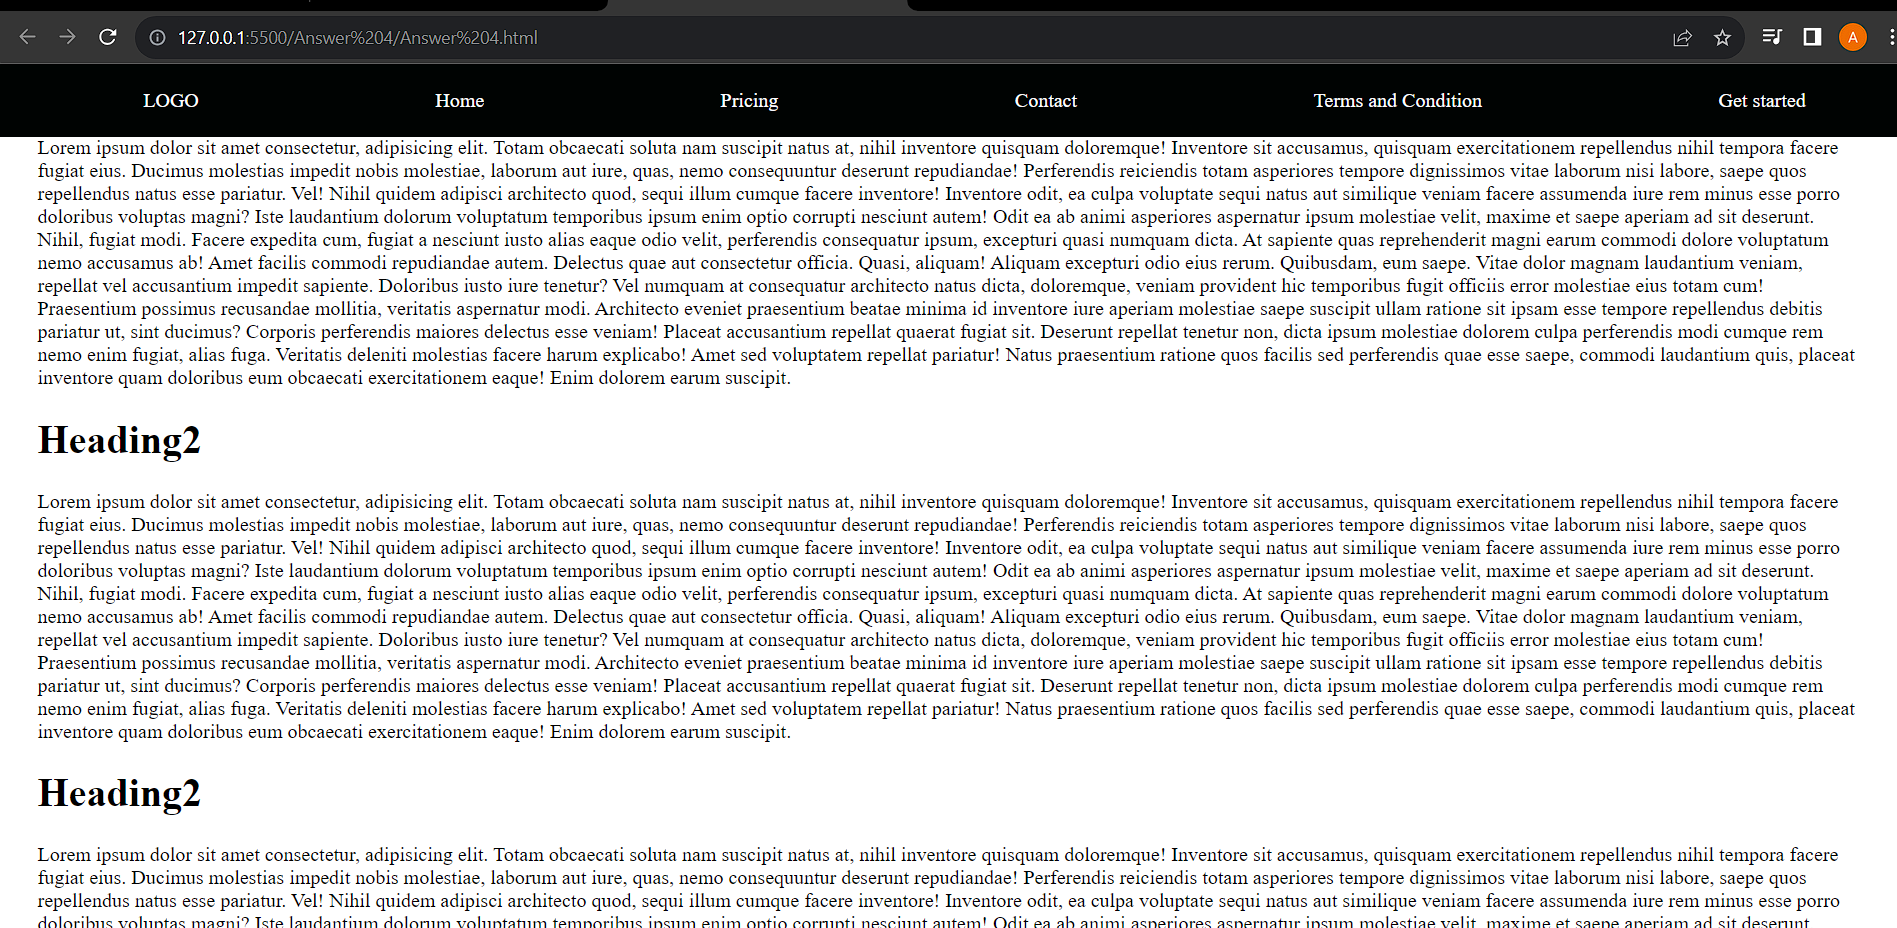 127.0.0.1:5500/Answer%204/Answer%204.html
A
LOGO Home Pricing Contact Terms and Condition Get started
Lorem ipsum dolor sit amet consectetur, adipisicing elit. Totam obcaecati soluta nam suscipit natus at, nihil inventore quisquam doloremque! Inventore sit accusamus, quisquam exercitationem repellendus nihil tempora facere
fugiat eius. Ducimus molestias impedit nobis molestiae, laborum aut iure, quas, nemo consequuntur deserunt repudiandae! Perferendis reiciendis totam asperiores tempore dignissimos vitae laborum nisi labore, saepe quos
repellendus natus esse pariatur. Vel! Nihil quidem adipisci architecto quod, sequi illum cumque facere inventore! Inventore odit, ea culpa voluptate sequi natus aut similique veniam facere assumenda iure rem minus esse porro
doloribus voluptas magni? Iste laudantium dolorum voluptatum temporibus ipsum enim optio corrupti nesciunt autem! Odit ea ab animi asperiores aspernatur ipsum molestiae velit, maxime et saepe aperiam ad sit deserunt.
Nihil, fugiat modi. Facere expedita cum, fugiat a nesciunt iusto alias eaque odio velit, perferendis consequatur ipsum, excepturi quasi numquam dicta. At sapiente quas reprehenderit magni earum commodi dolore voluptatum
nemo accusamus ab! Amet facilis commodi repudiandae autem. Delectus quae aut consectetur officia. Quasi, aliquam! Aliquam excepturi odio eius rerum. Quibusdam, eum saepe. Vitae dolor magnam laudantium veniam,
repellat vel accusantium impedit sapiente. Doloribus iusto iure tenetur? Vel numquam at consequatur architecto natus dicta, doloremque, veniam provident hic temporibus fugit officiis error molestiae eius totam cum!
Praesentium possimus recusandae mollitia, veritatis aspernatur modi. Architecto eveniet praesentium beatae minima id inventore iure aperiam molestiae saepe suscipit ullam ratione sit ipsam esse tempore repellendus debitis
pariatur ut, sint ducimus? Corporis perferendis maiores delectus esse veniam! Placeat accusantium repellat quaerat fugiat sit. Deserunt repellat tenetur non, dicta ipsum molestiae dolorem culpa perferendis modi cumque rem
nemo enim fugiat, alias fuga. Veritatis deleniti molestias facere harum explicabo! Amet sed voluptatem repellat pariatur! Natus praesentium ratione quos facilis sed perferendis quae esse saepe, commodi laudantium quis, placeat
inventore quam doloribus eum obcaecati exercitationem eaque! Enim dolorem earum suscipit.
Heading2
Lorem ipsum dolor sit amet consectetur, adipisicing elit. Totam obcaecati soluta nam suscipit natus at, nihil inventore quisquam doloremque! Inventore sit accusamus, quisquam exercitationem repellendus nihil tempora facere
fugiat eius. Ducimus molestias impedit nobis molestiae, laborum aut iure, quas, nemo consequuntur deserunt repudiandae! Perferendis reiciendis totam asperiores tempore dignissimos vitae laborum nisi labore, saepe quos
repellendus natus esse pariatur. Vel! Nihil quidem adipisci architecto quod, sequi illum cumque facere inventore! Inventore odit, ea culpa voluptate sequi natus aut similique veniam facere assumenda iure rem minus esse porro
doloribus voluptas magni? Iste laudantium dolorum voluptatum temporibus ipsum enim optio corrupti nesciunt autem! Odit ea ab animi asperiores aspernatur ipsum molestiae velit, maxime et saepe aperiam ad sit deserunt.
Nihil, fugiat modi. Facere expedita cum, fugiat a nesciunt iusto alias eaque odio velit, perferendis consequatur ipsum, excepturi quasi numquam dicta. At sapiente quas reprehenderit magni earum commodi dolore voluptatum
nemo accusamus ab! Amet facilis commodi repudiandae autem. Delectus quae aut consectetur officia. Quasi, aliquam! Aliquam excepturi odio eius rerum. Quibusdam, eum saepe. Vitae dolor magnam laudantium veniam,
repellat vel accusantium impedit sapiente. Doloribus iusto iure tenetur? Vel numquam at consequatur architecto natus dicta, doloremque, veniam provident hic temporibus fugit officiis error molestiae eius totam cum!
Praesentium possimus recusandae mollitia, veritatis aspernatur modi. Architecto eveniet praesentium beatae minima id inventore iure aperiam molestiae saepe suscipit ullam ratione sit ipsam esse tempore repellendus debitis
pariatur ut, sint ducimus? Corporis perferendis maiores delectus esse veniam! Placeat accusantium repellat quaerat fugiat sit. Deserunt repellat tenetur non, dicta ipsum molestiae dolorem culpa perferendis modi cumque rem
nemo enim fugiat, alias fuga. Veritatis deleniti molestias facere harum explicabo! Amet sed voluptatem repellat pariatur! Natus praesentium ratione quos facilis sed perferendis quae esse saepe, commodi laudantium quis, placeat
inventore quam doloribus eum obcaecati exercitationem eaque! Enim dolorem earum suscipit.
Heading2
Lorem ipsum dolor sit amet consectetur, adipisicing elit. Totam obcaecati soluta nam suscipit natus at, nihil inventore quisquam doloremque! Inventore sit accusamus, quisquam exercitationem repellendus nihil tempora facere
fugiat eius. Ducimus molestias impedit nobis molestiae, laborum aut iure, quas, nemo consequuntur deserunt repudiandae! Perferendis reiciendis totam asperiores tempore dignissimos vitae laborum nisi labore, saepe quos
repellendus natus esse pariatur. Vel! Nihil quidem adipisci architecto quod, sequi illum cumque facere inventore! Inventore odit, ea culpa voluptate sequi natus aut similique veniam facere assumenda iure rem minus esse porro
doloribus voluptas magni? Iste laudantium dolorum voluptatum temporibus ipsum enim optio corrupti nesciunt autem! Odit ea ab animi asperiores aspernatur ipsum molestiae velit, maxime et saepe aperiam ad sit deserunt.